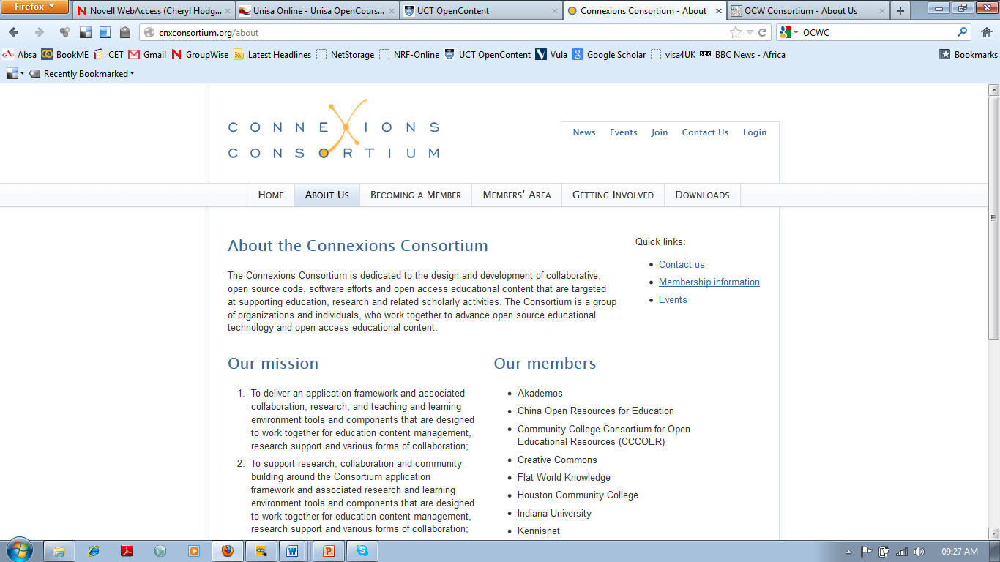 Firefox
Novell WebAccess (Cheryl Hodg...
Unisa Online - Unisa OpenCours...
UCT OpenContent
Connexions Consortium - About
OCW Consortium - About Us
cnxconsortium.org/about
OCWC
Absa
BookME
CET
Gmail
GroupWise
Latest Headlines
NetStorage
NRF-Online
UCT OpenContent
Vula
Google Scholar
visa4UK
BBC
BBC News - Africa
Bookmarks
Recently Bookmarked
CONNEXIONS
CONSORTIUM
News Events Join Contact Us Login
Home About Us Becoming a Member Members' Area Getting Involved Downloads
About the Connexions Consortium
The Connexions Consortium is dedicated to the design and development of collaborative,
open source code, software efforts and open access educational content that are targeted
at supporting education, research and related scholarly activities. The Consortium is a group
of organizations and individuals, who work together to advance open source educational
technology and open access educational content.
Quick links:
Contact us
Membership information
Events
Our mission
1. To deliver an application framework and associated
collaboration, research, and teaching and learning
environment tools and components that are designed
to work together for education content management,
research support and various forms of collaboration;
2. To support research, collaboration and community
building around the Consortium application
framework and associated research and learning
environment tools and components that are designed
to work together for education content management,
research support and various forms of collaboration;
Our members
Akademos
China Open Resources for Education
Community College Consortium for Open
Educational Resources (CCCOER)
Creative Commons
Flat World Knowledge
Houston Community College
Indiana University
Kennisnet
09:27 AM